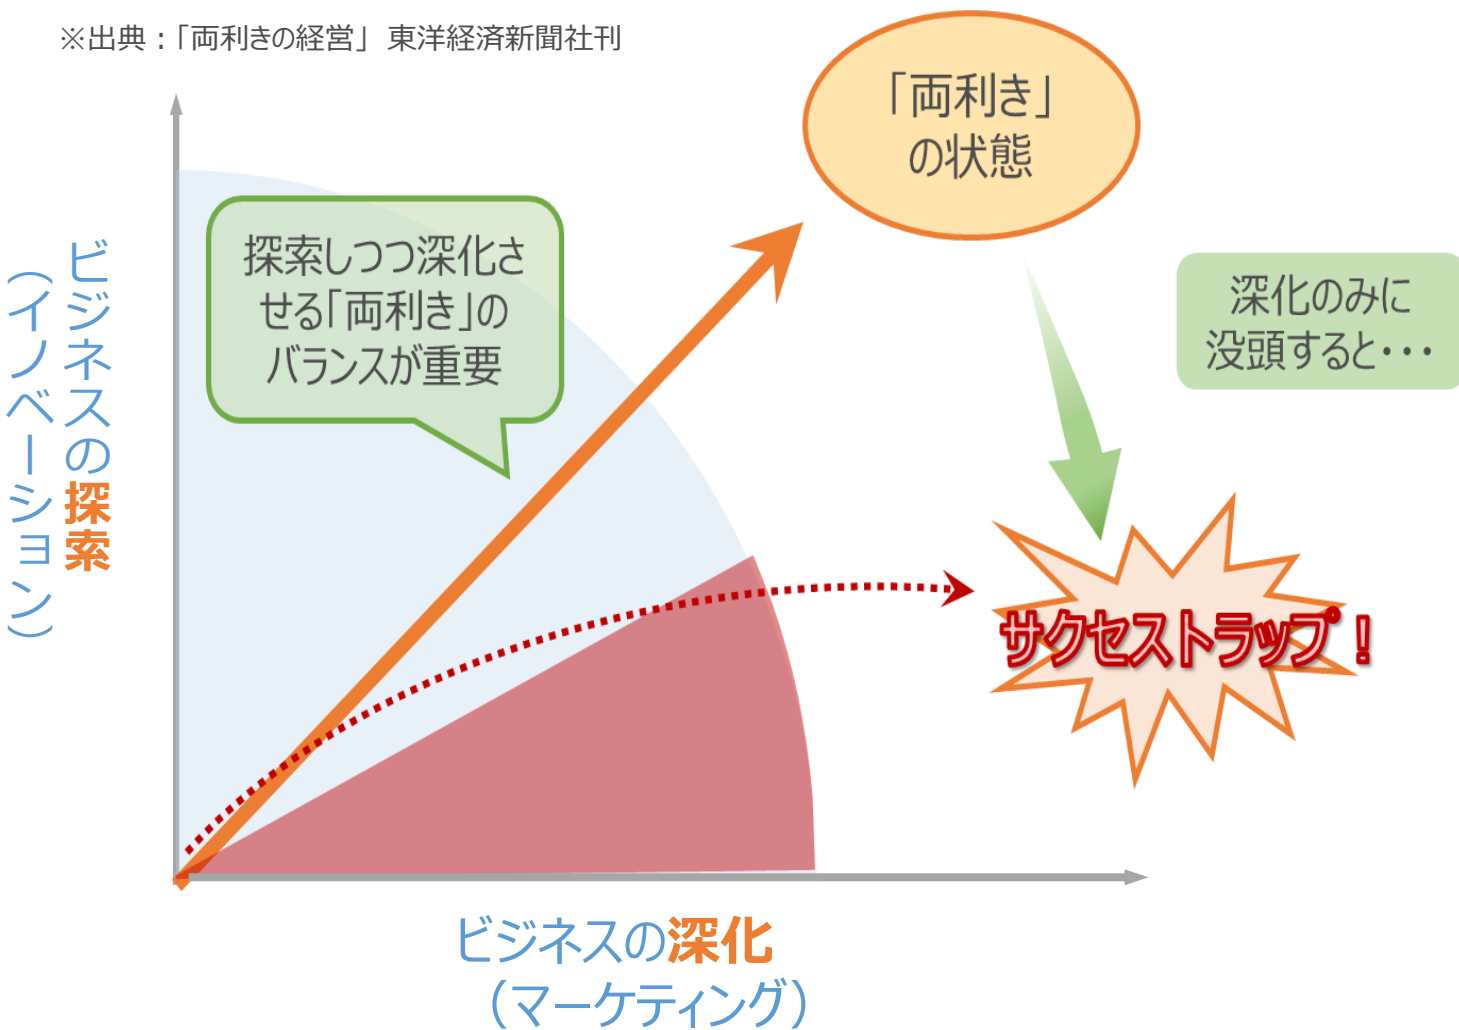 ※出典：「両利きの経営」 東洋経済新聞社刊
「両利き」
の状態
探索しつつ深化さ
せる「両利き」の
バランスが重要
深化のみに
没頭すると・・・
ビジネスの探索
（イノベーション）
サクセストラップ！
ビジネスの深化
（マーケティング）